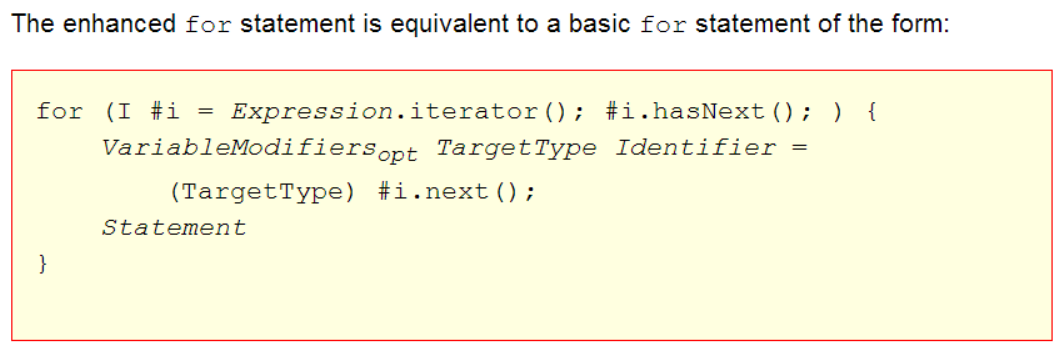 The enhanced for statement is equivalent to a basic for statement of the form:
for (I #i = Expression.iterator(); #i.hasNext(); ) {
VariableModifiersopt TargetType Identifier =
(TargetType) #i.next();
Statement
}